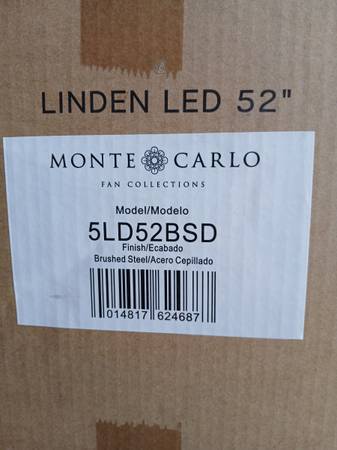 LINDEN LED 52"
MONTE CARLO
FAN COLLECTIONS
Model/Modelo
5LD52BSD
Finish/Ecabado
Brushed Steel/Acero Cepillado
014817 624687